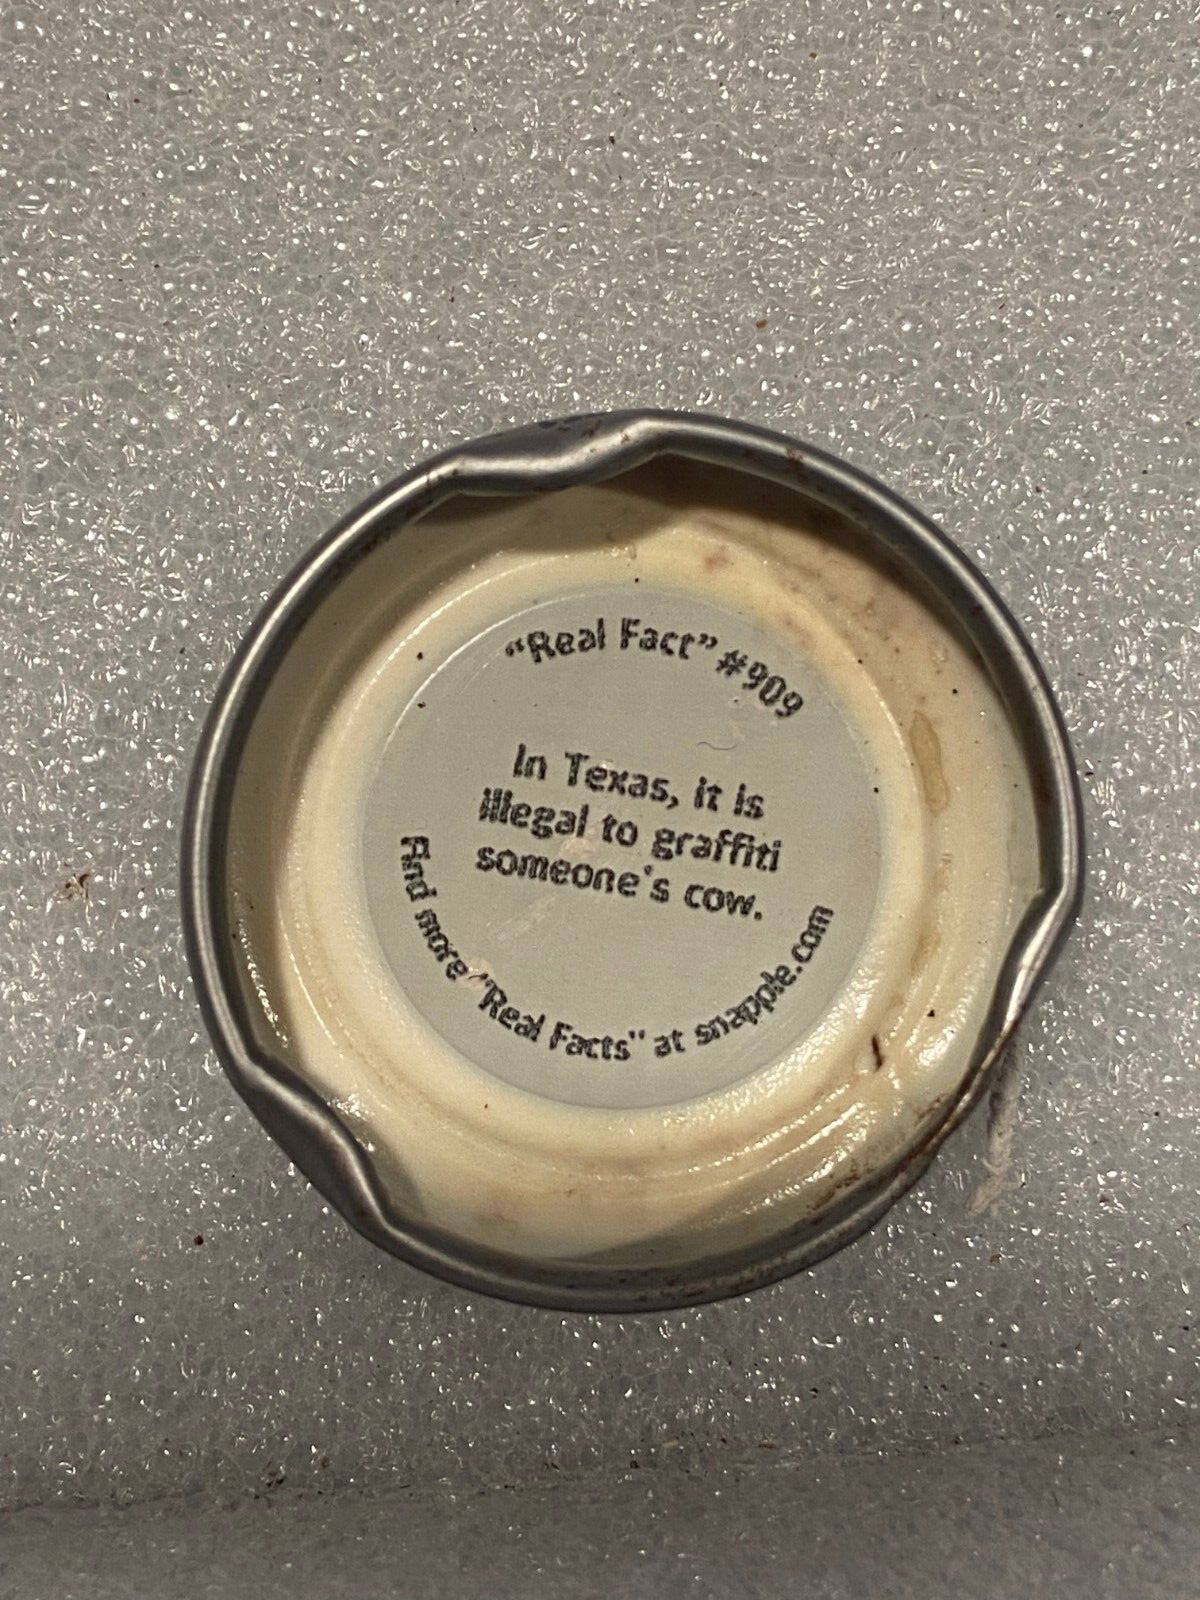 “Real Fact” #909
In Texas, it is
illegal to graffiti
someone's cow.
Find more "Real Facts" at snapple.com